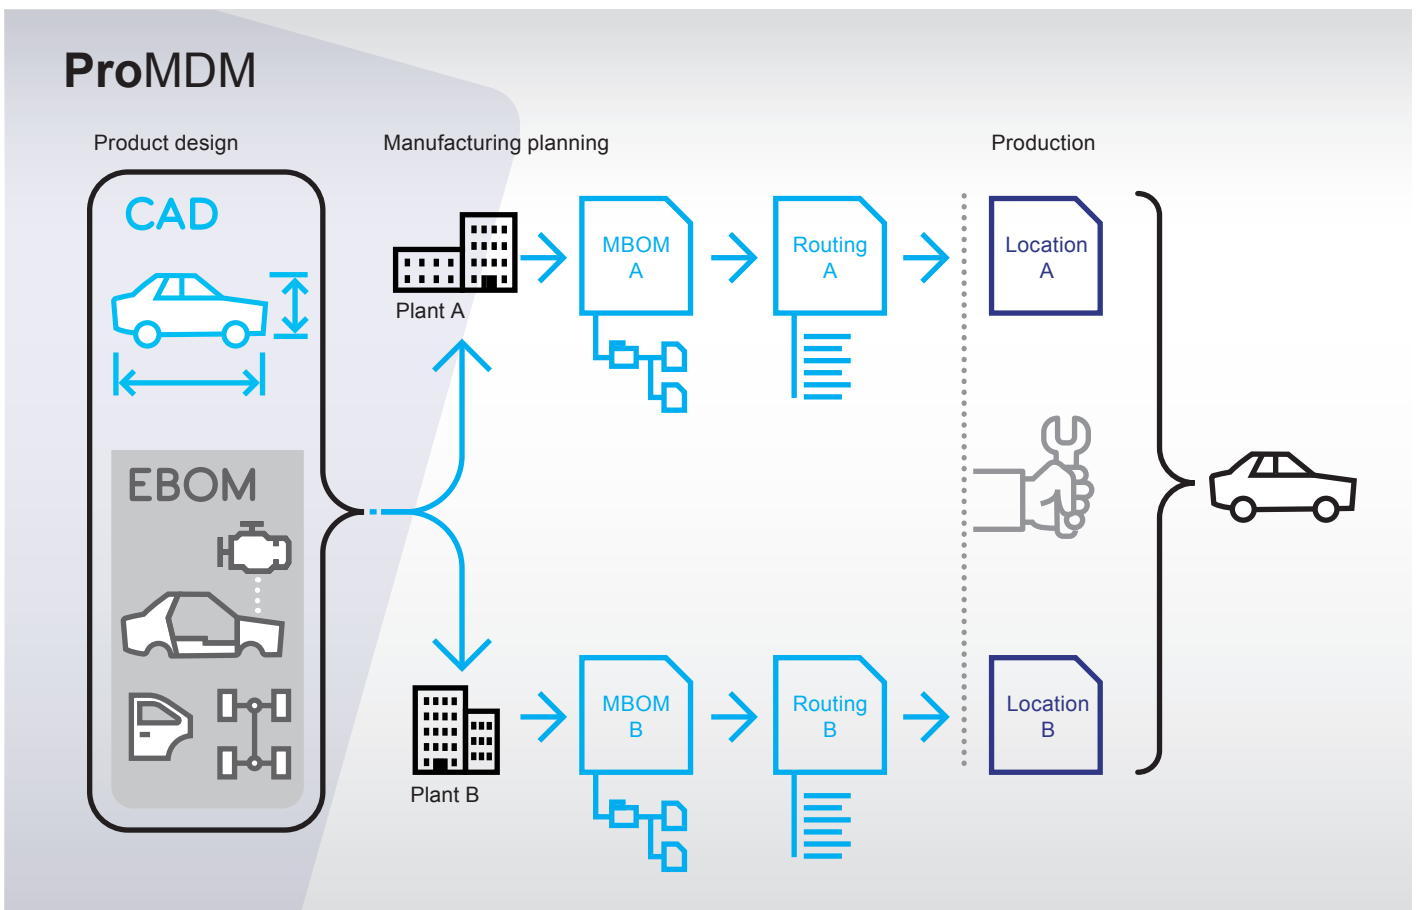 ProMDM
Product design
Manufacturing planning
Production
CAD
EBOM
Plant A
MBOM
A
Routing
A
Location
A
Plant B
MBOM
B
Routing
B
Location
B